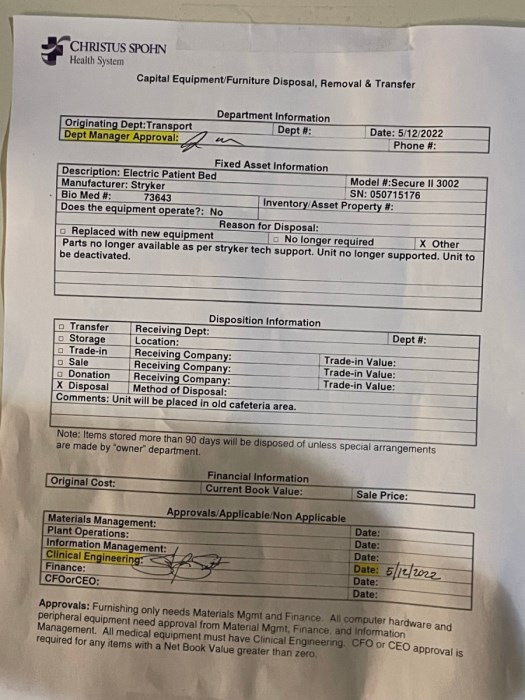 CHRISTUS SPOHN
Health System
Capital Equipment/Furniture Disposal, Removal & Transfer
Department Information
Originating Dept: Transport Dept #: Date: 5/12/2022
Dept Manager Approval: Phone #:
Fixed Asset Information
Description: Electric Patient Bed Model #:Secure II 3002
Manufacturer: Stryker SN: 050715176
Bio Med #: 73643 Inventory/Asset Property #:
Does the equipment operate?: No
Reason for Disposal:
Replaced with new equipment No longer required X Other
Parts no longer available as per stryker tech support. Unit no longer supported. Unit to
be deactivated.
Disposition Information
Transfer Receiving Dept: Dept #:
Storage Location:
Trade-in Receiving Company: Trade-in Value:
Sale Receiving Company: Trade-in Value:
Donation Receiving Company: Trade-in Value:
X Disposal Method of Disposal:
Comments: Unit will be placed in old cafeteria area.
Note: Items stored more than 90 days will be disposed of unless special arrangements
are made by "owner" department.
Financial Information
Original Cost: Current Book Value: Sale Price:
Approvals/Applicable/Non Applicable
Materials Management: Date:
Plant Operations: Date:
Information Management: Date:
Clinical Engineering: Date: 5/12/2022
Finance: Date:
CFOorCEO: Date:
Approvals: Furnishing only needs Materials Mgmt and Finance. All computer hardware and
peripheral equipment need approval from Material Mgmt, Finance, and Information
Management. All medical equipment must have Clinical Engineering. CFO or CEO approval is
required for any items with a Net Book Value greater than zero.